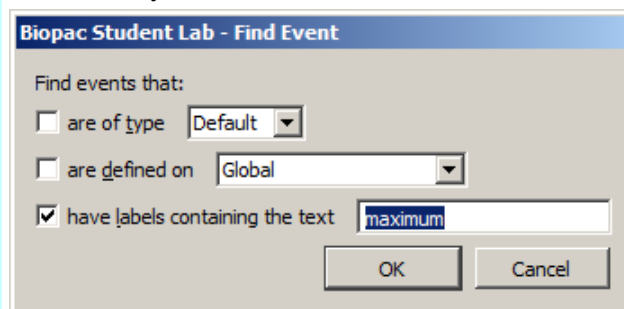 Biopac Student Lab - Find Event
Find events that:
are of type Default
are defined on Global
have labels containing the text maximum
OK Cancel